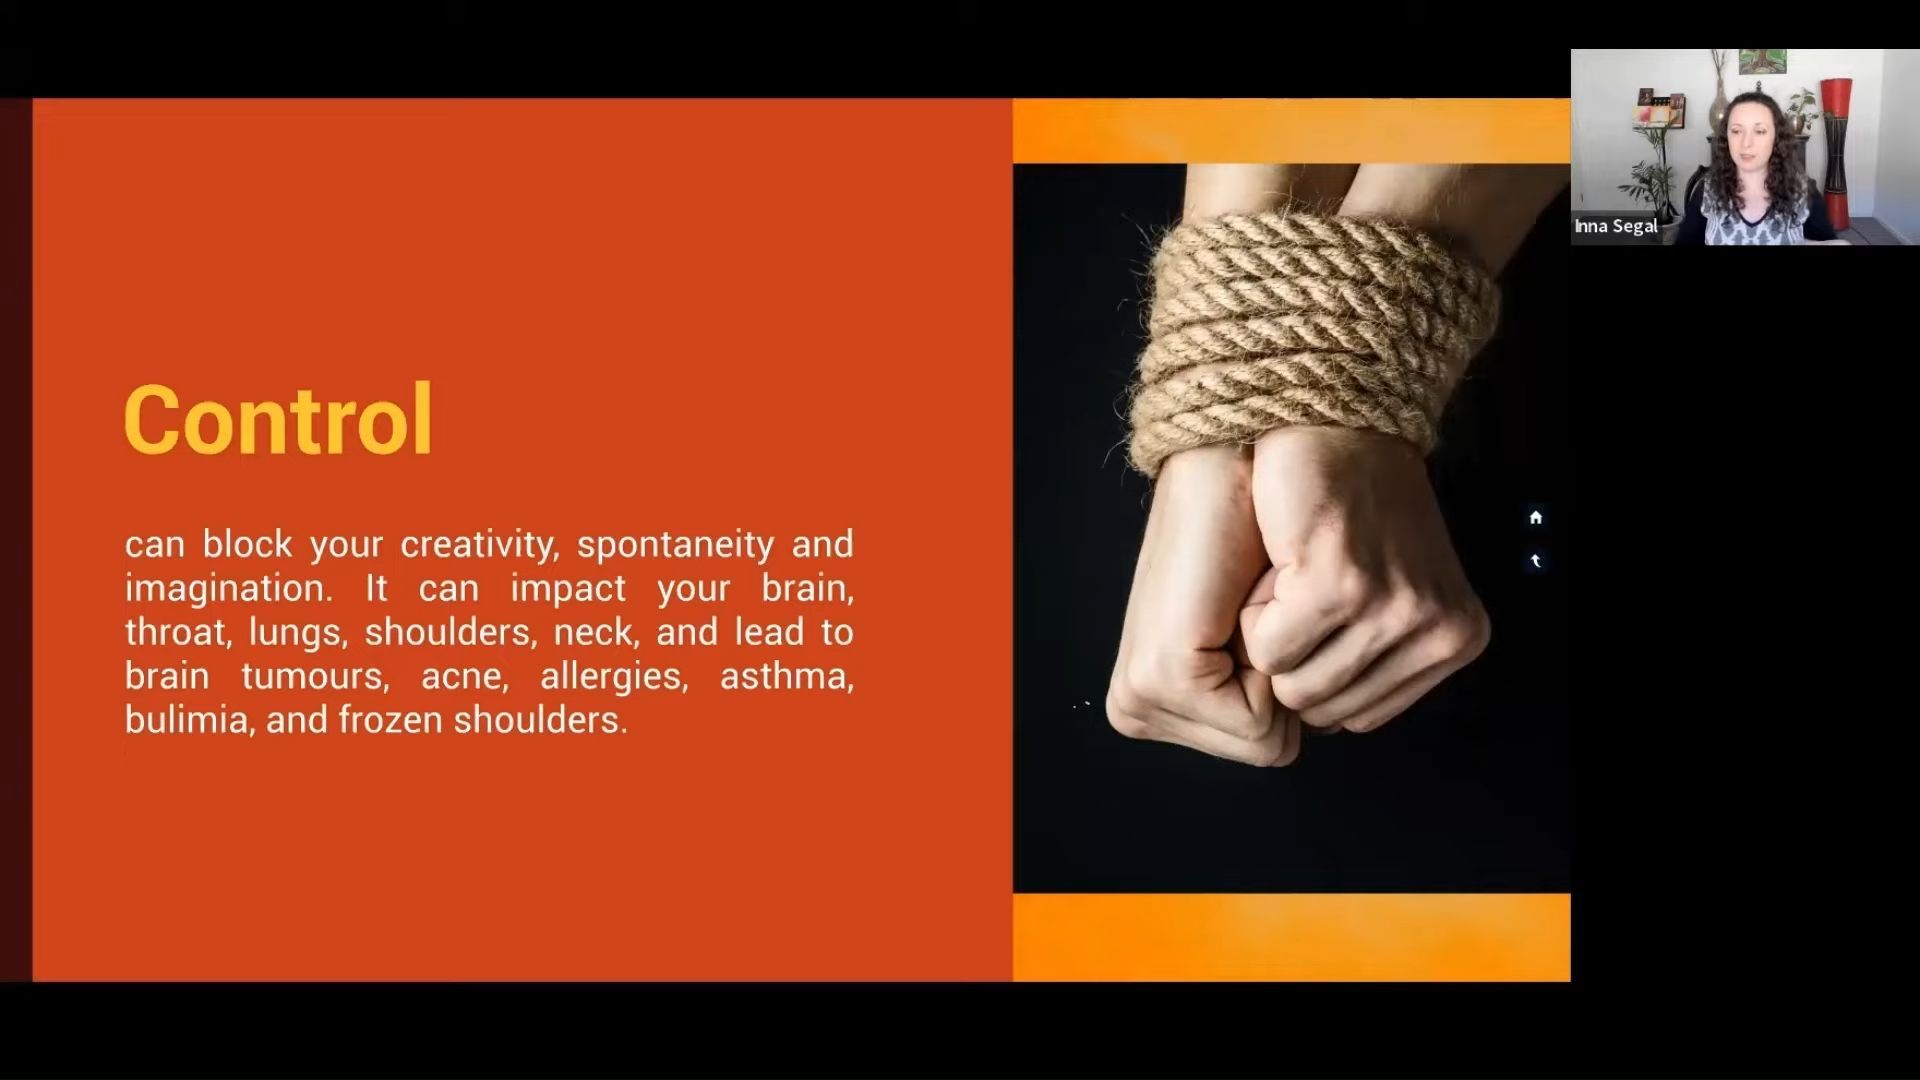 Control
can block your creativity, spontaneity and
imagination. It can impact your brain,
throat, lungs, shoulders, neck, and lead to
brain tumours, acne, allergies, asthma,
bulimia, and frozen shoulders.
Inna Segal